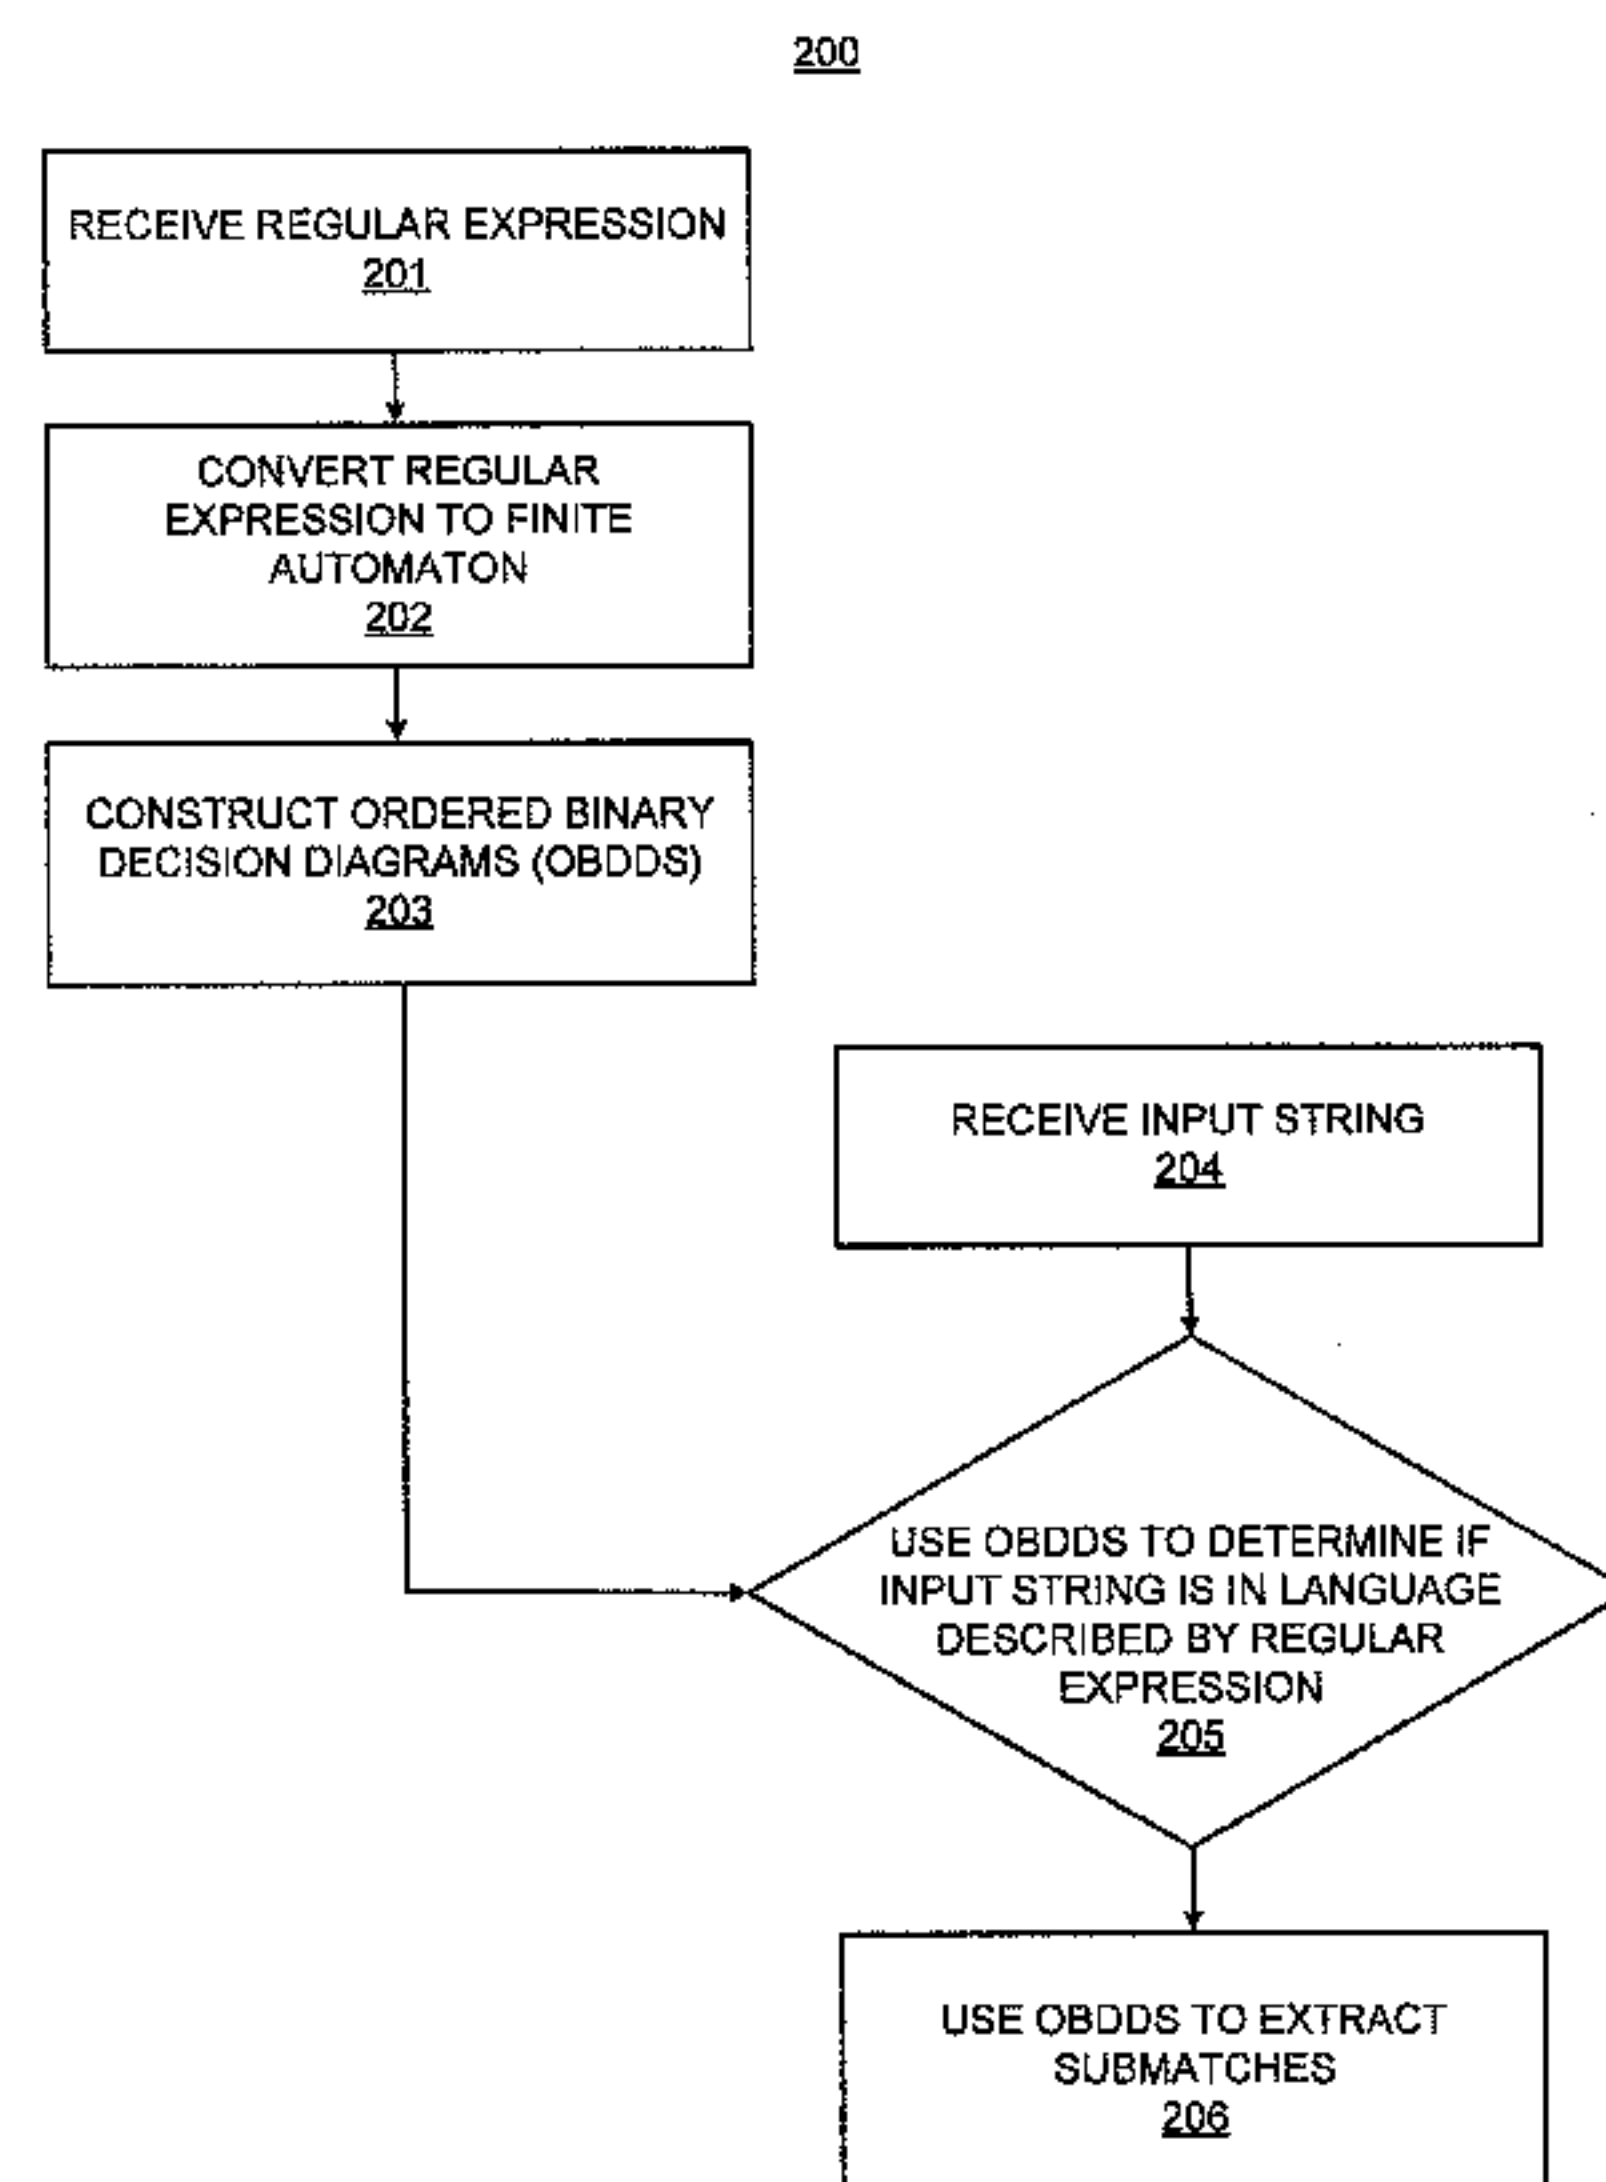 200
RECEIVE REGULAR EXPRESSION
201
CONVERT REGULAR
EXPRESSION TO FINITE
AUTOMATON
202
CONSTRUCT ORDERED BINARY
DECISION DIAGRAMS (OBDDS)
203
RECEIVE INPUT STRING
204
USE OBDDS TO DETERMINE IF
INPUT STRING IS IN LANGUAGE
DESCRIBED BY REGULAR
EXPRESSION
205
USE OBDDS TO EXTRACT
SUBMATCHES
206